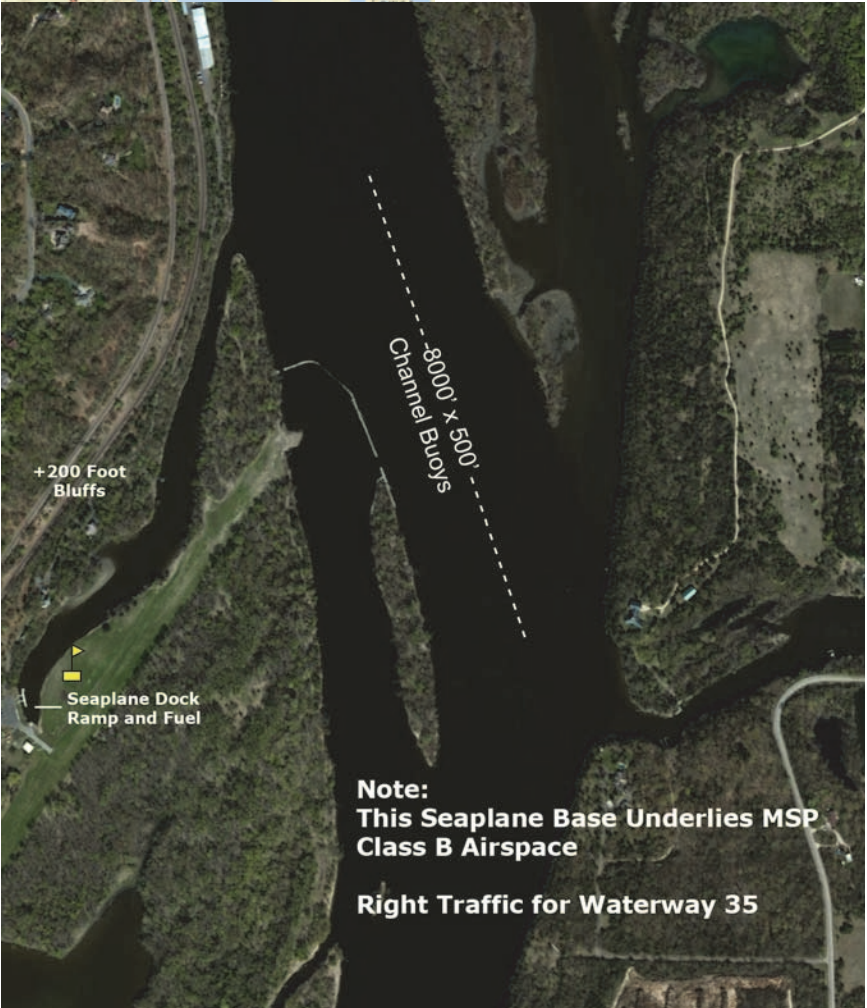 8000' x 500'
Channel Buoys
+200 Foot
Bluffs
Seaplane Dock
Ramp and Fuel
Note:
This Seaplane Base Underlies MSP
Class B Airspace
Right Traffic for Waterway 35